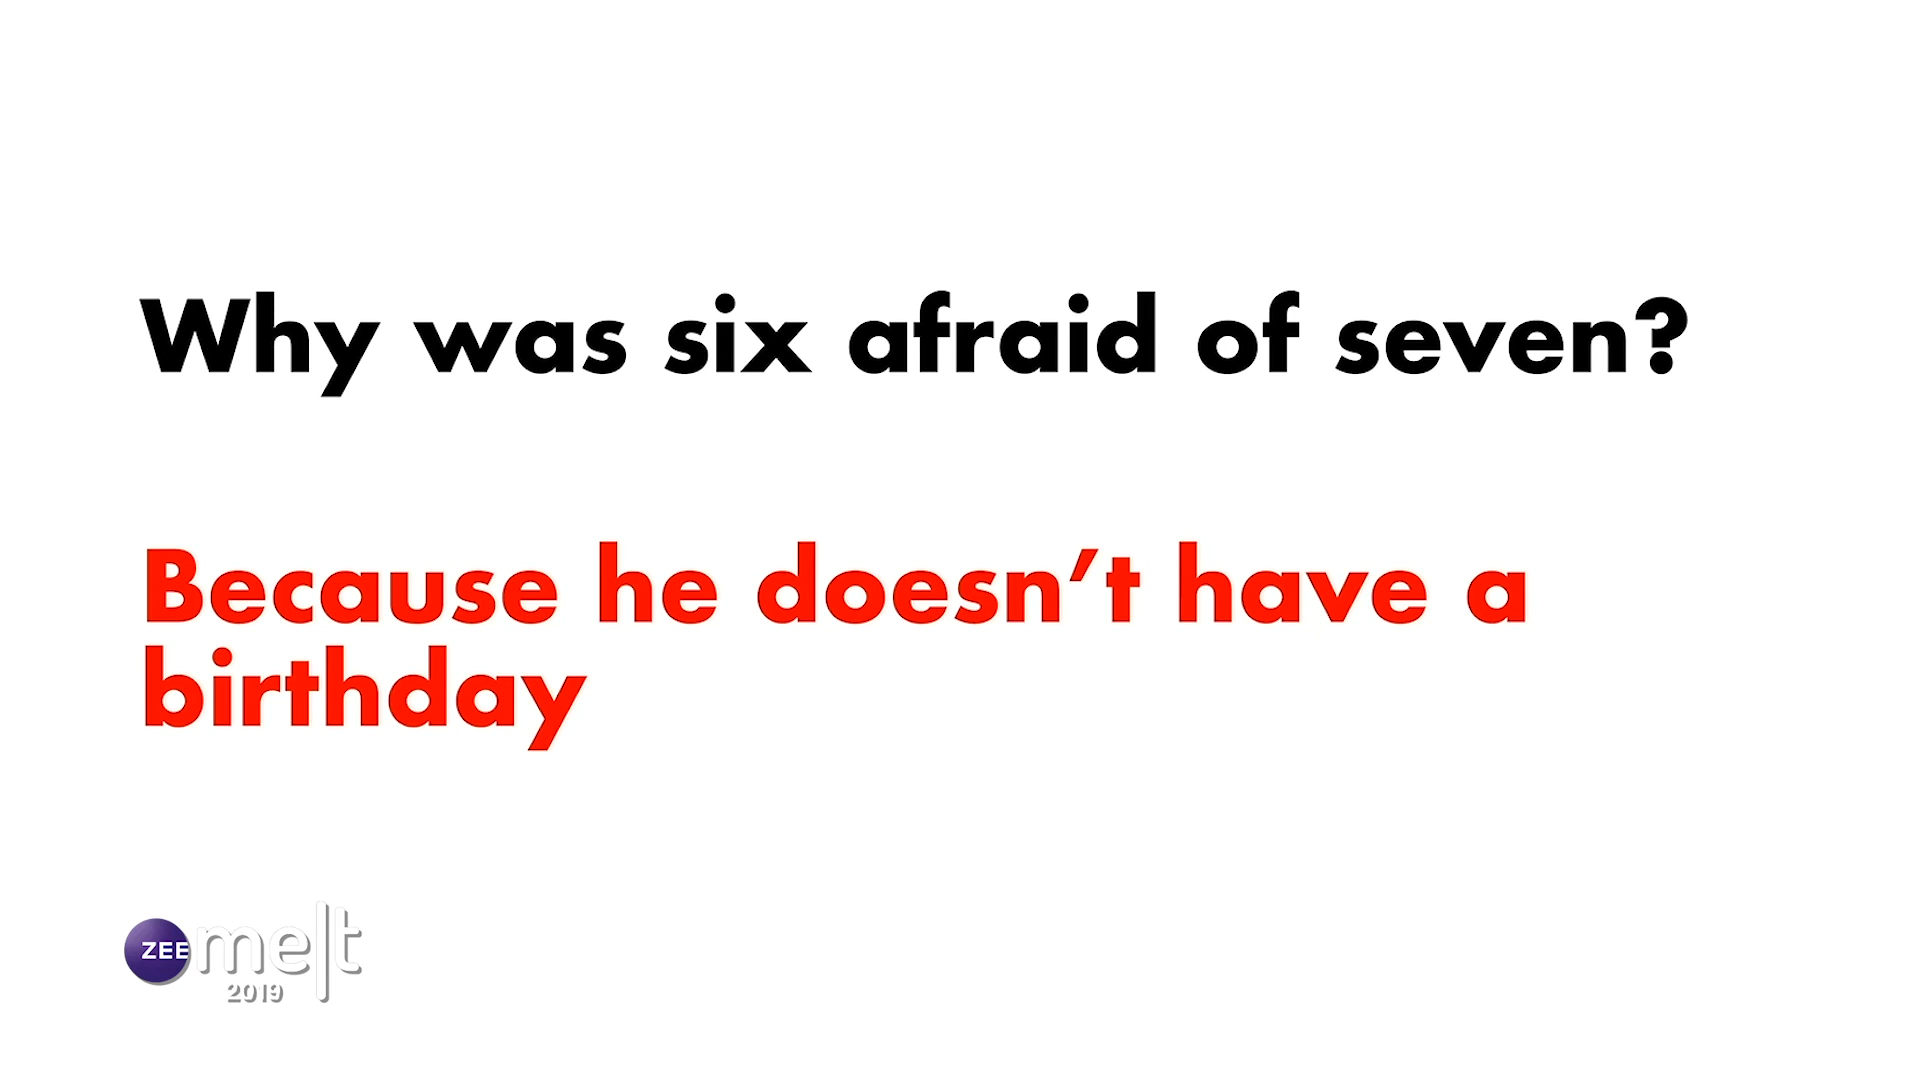 Why was six afraid of seven?
Because he doesn’t have a
birthday
ZEE melt
2019